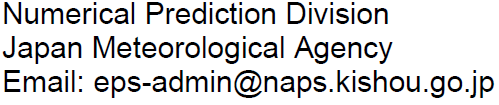 Numerical Prediction Division
Japan Meteorological Agency
Email: eps-admin@naps.kishou.go.jp